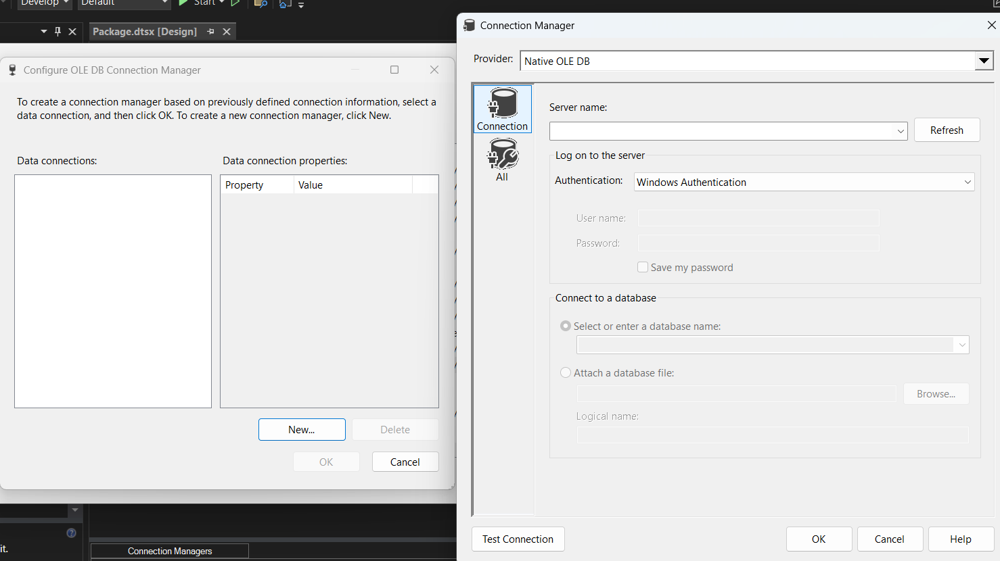 Develop
Default
Start
Package.dtsx [Design]
Configure OLE DB Connection Manager
To create a connection manager based on previously defined connection information, select a
data connection, and then click OK. To create a new connection manager, click New.
Data connections:
Data connection properties:
Property
Value
New...
Delete
OK
Cancel
it.
Connection Managers
Connection Manager
Provider:
Native OLE DB
Connection
All
Server name:
Refresh
Log on to the server
Authentication:
Windows Authentication
User name:
Password:
Save my password
Connect to a database
Select or enter a database name:
Attach a database file:
Browse...
Logical name:
Test Connection
OK
Cancel
Help